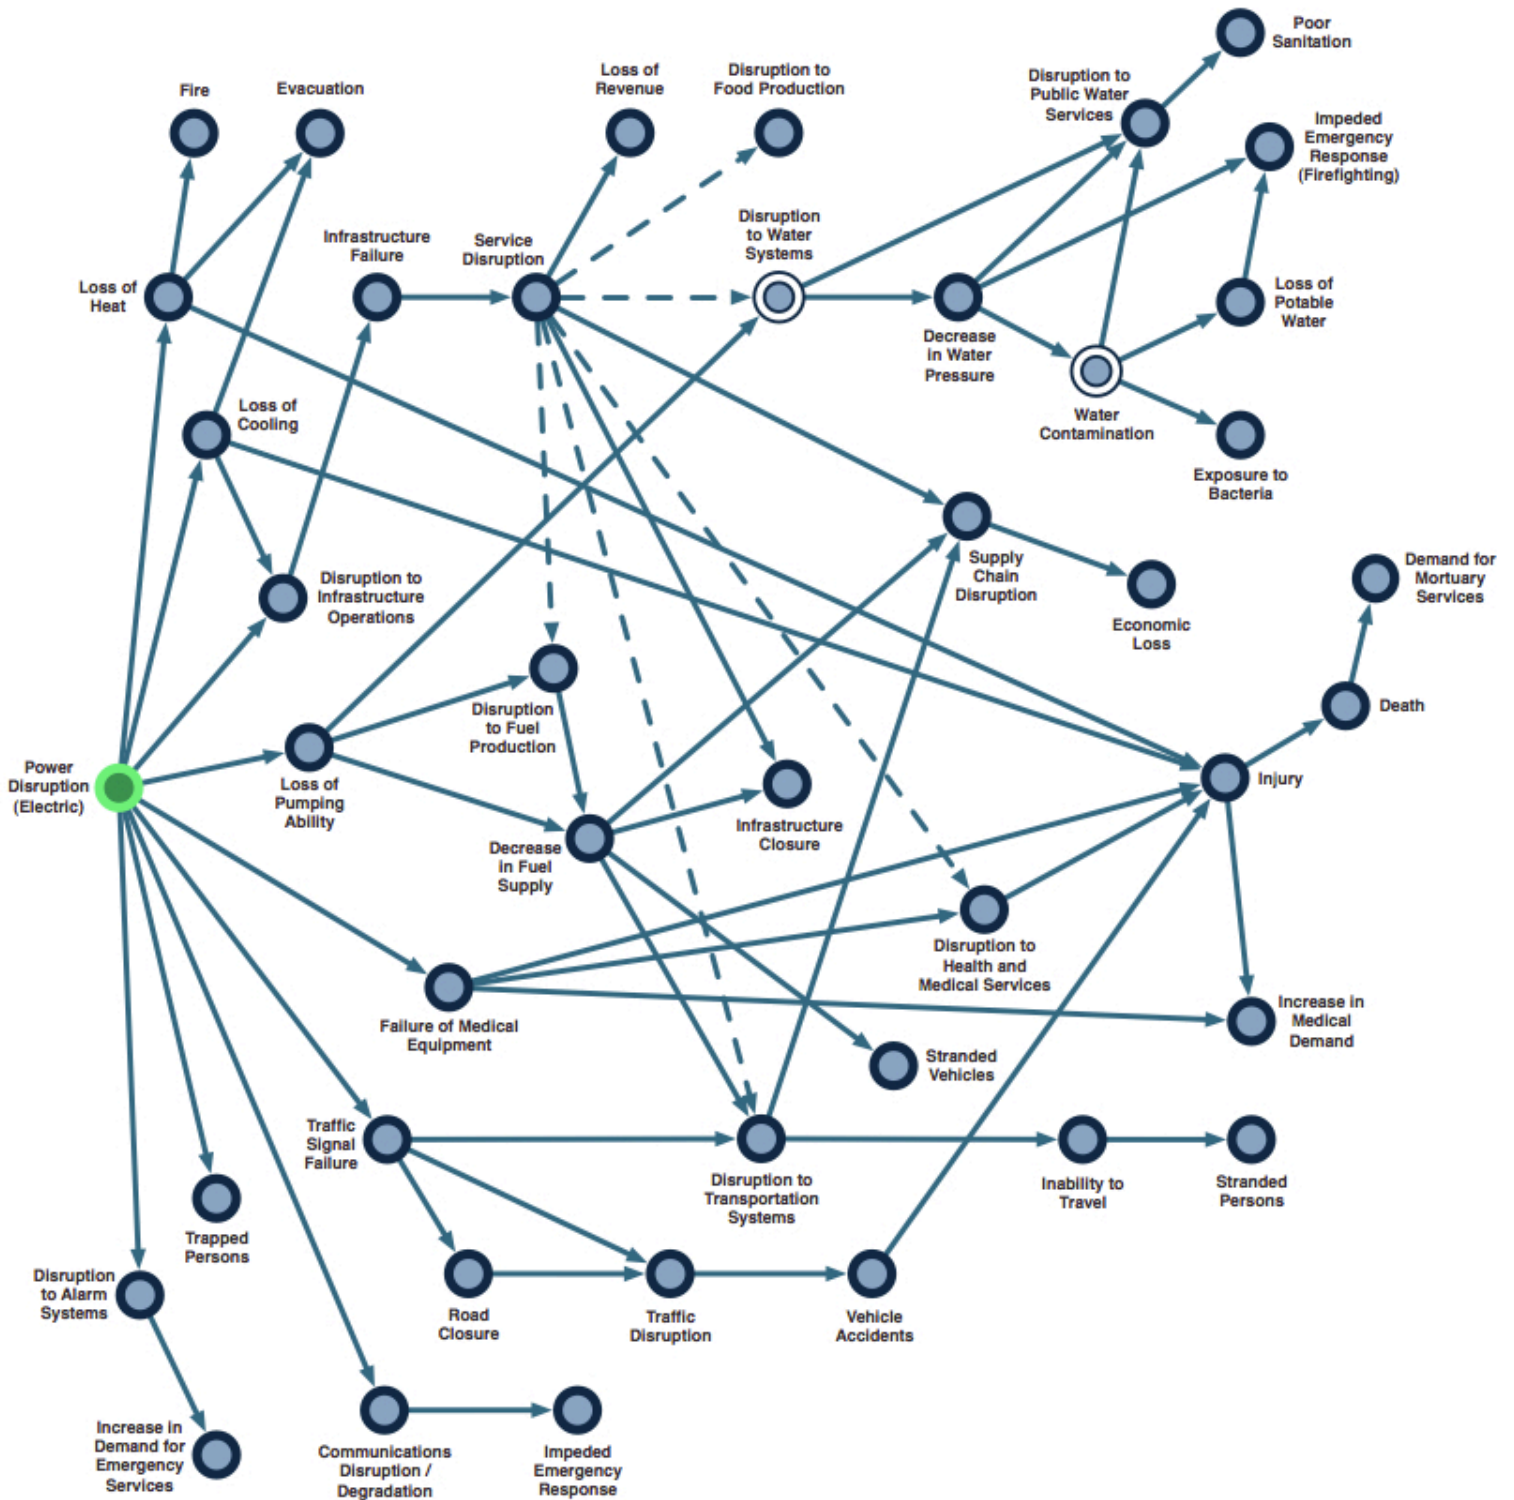 Poor
Sanitation
Fire
Evacuation
Loss of
Revenue
Disruption to
Food Production
Disruption to
Public Water
Services
Impeded
Emergency
Response
(Firefighting)
Infrastructure
Failure
Service
Disruption
Disruption
to Water
Systems
Loss of
Heat
Loss of
Potable
Water
Decrease
in Water
Pressure
Loss of
Cooling
Water
Contamination
Exposure to
Bacteria
Disruption to
Infrastructure
Operations
Supply
Chain
Disruption
Demand for
Mortuary
Services
Economic
Loss
Disruption
to Fuel
Production
Death
Power
Disruption
(Electric)
Loss of
Pumping
Ability
Injury
Infrastructure
Closure
Decrease
in Fuel
Supply
Disruption to
Health and
Medical Services
Failure of Medical
Equipment
Increase in
Medical
Demand
Stranded
Vehicles
Traffic
Signal
Failure
Disruption to
Transportation
Systems
Inability to
Travel
Stranded
Persons
Trapped
Persons
Disruption
to Alarm
Systems
Road
Closure
Traffic
Disruption
Vehicle
Accidents
Increase in
Demand for
Emergency
Services
Communications
Disruption /
Degradation
Impeded
Emergency
Response